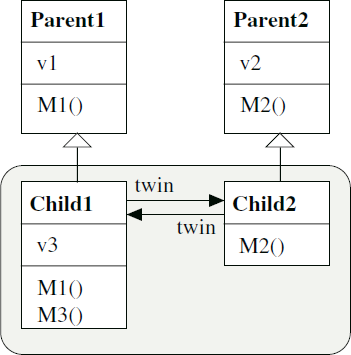 Parent1
v1
M1()
Parent2
v2
M2()
Child1
v3
M1()
M3()
twin
twin
Child2
M2()